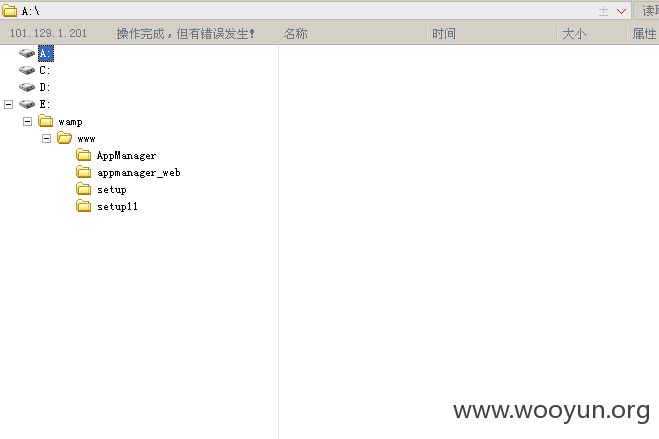 A:\
读取
101.129.1.201 操作完成，但有错误发生！ 名称 时间 大小 属性
A:
C:
D:
E:
wamp
www
AppManager
appmanager_web
setup
setup11
www.wooyun.org